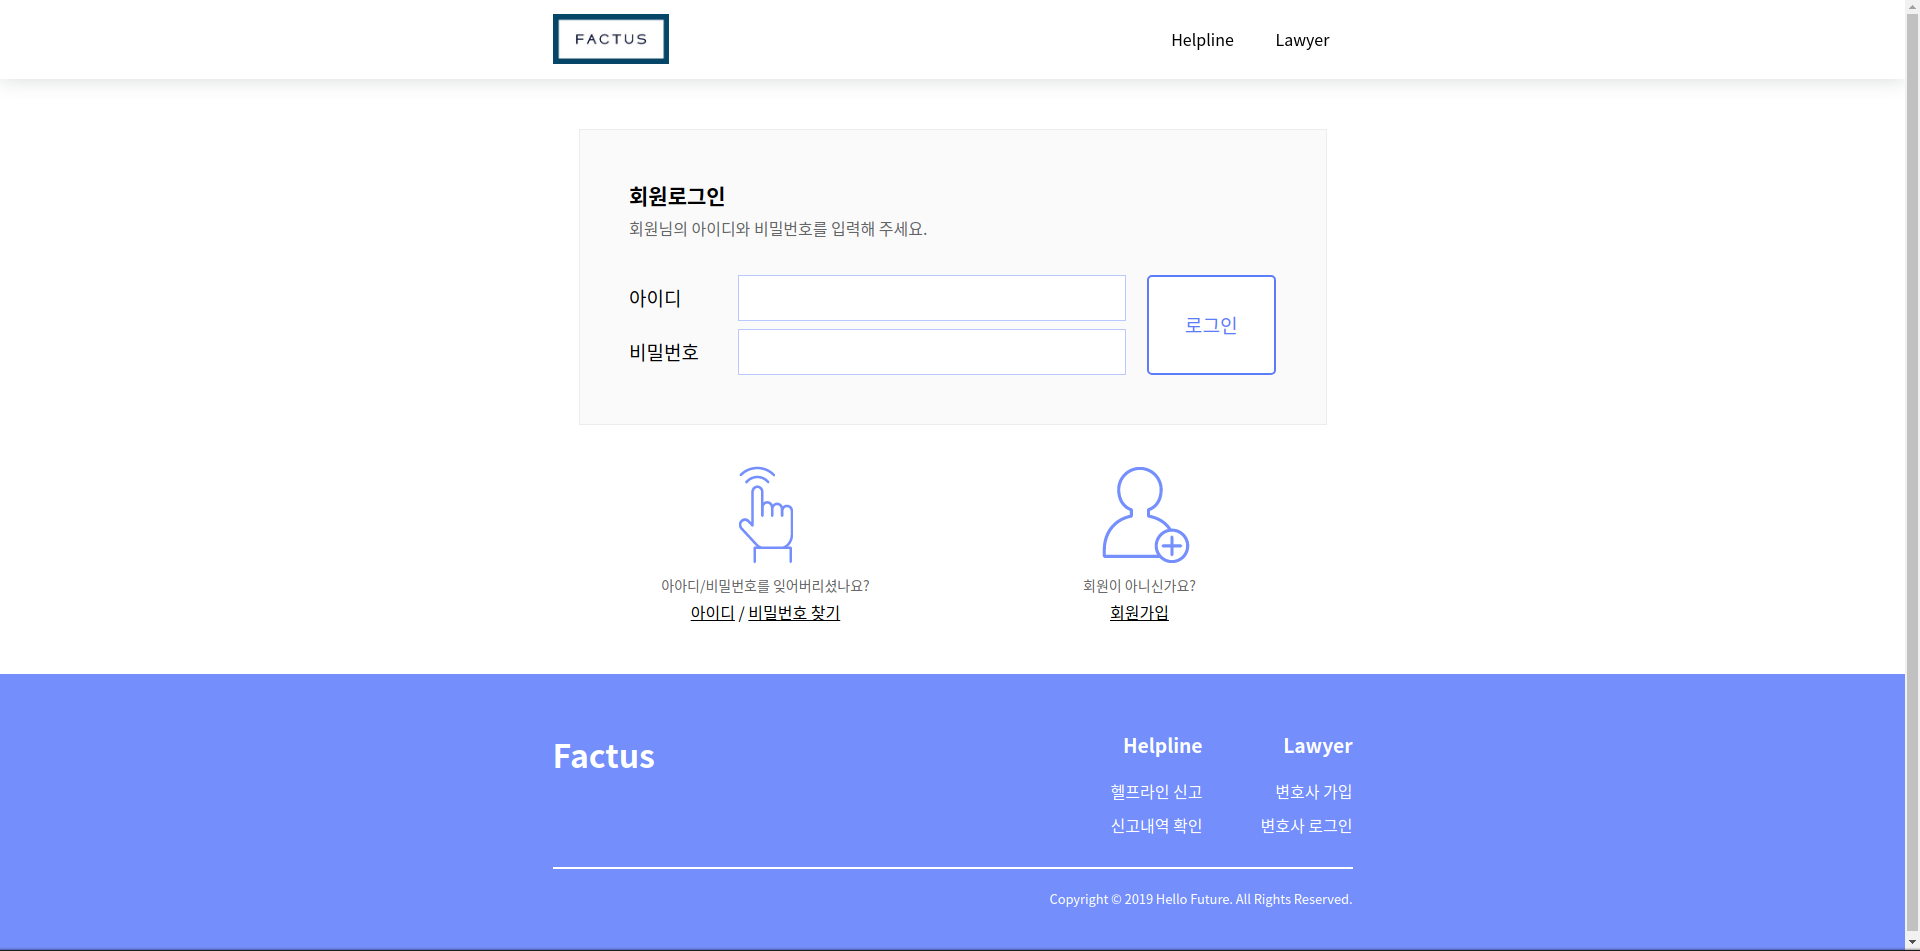 FACTUS
Helpline Lawyer
회원로그인
회원님의 아이디와 비밀번호를 입력해 주세요.
아이디
비밀번호
로그인
아아디/비밀번호를 잊어버리셨나요?
아이디 / 비밀번호 찾기
회원이 아니신가요?
회원가입
Factus
Helpline
헬프라인 신고
신고내역 확인
Lawyer
변호사 가입
변호사 로그인
Copyright © 2019 Hello Future. All Rights Reserved.